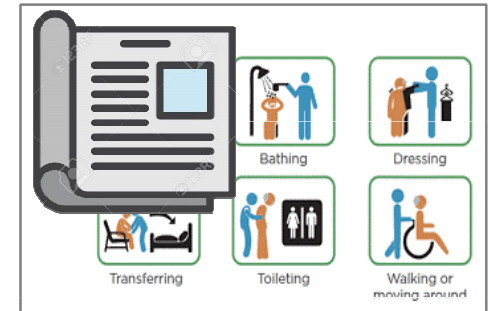 Bathing
Dressing
Transferring
Toileting
Walking or
moving around